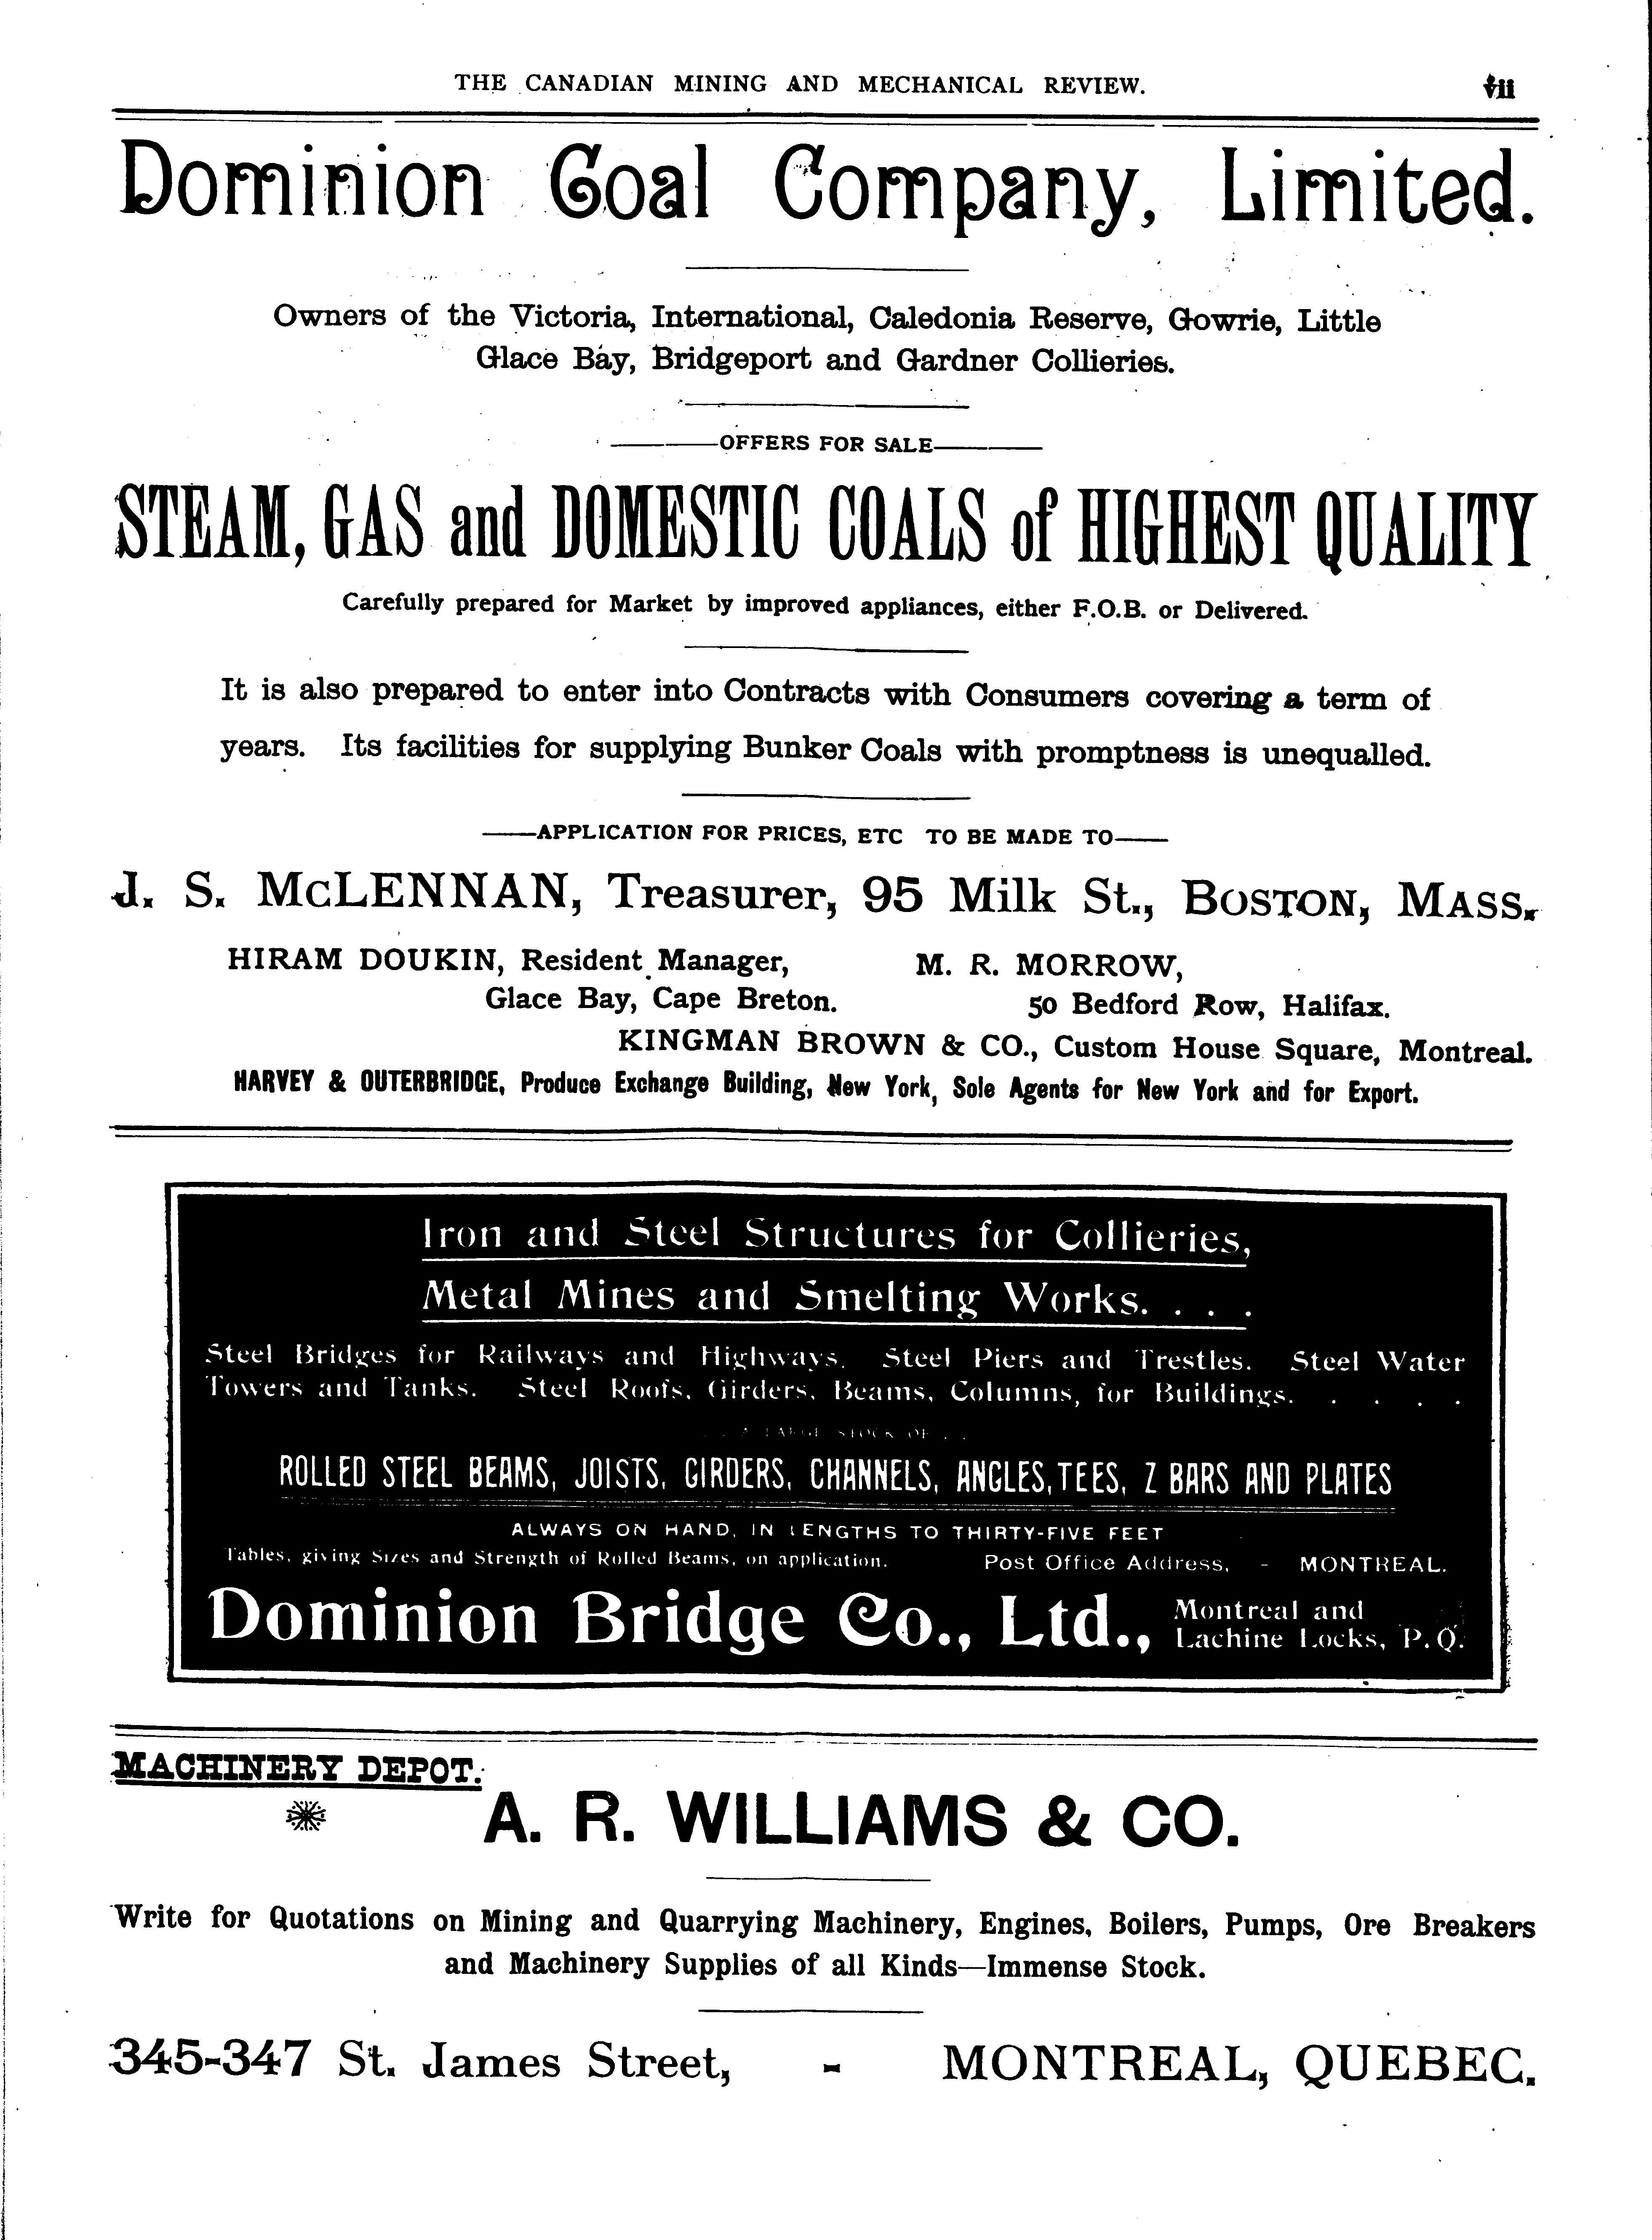 THE CANADIAN MINING AND MECHANICAL REVIEW. vii
Dominion Coal Company, Limited.
Owners of the Victoria, International, Caledonia Reserve, Gowrie, Little
Glace Bay, Bridgeport and Gardner Collieries.
OFFERS FOR SALE
STEAM, GAS and DOMESTIC COALS of HIGHEST QUALITY
Carefully prepared for Market by improved appliances, either F.O.B. or Delivered.
It is also prepared to enter into Contracts with Consumers covering a term of
years. Its facilities for supplying Bunker Coals with promptness is unequalled.
—APPLICATION FOR PRICES, ETC TO BE MADE TO—
J. S. McLENNAN, Treasurer, 95 Milk St., BOSTON, MASS.
HIRAM DOUKIN, Resident Manager,
Glace Bay, Cape Breton.
M. R. MORROW,
50 Bedford Row, Halifax.
KINGMAN BROWN & CO., Custom House Square, Montreal.
HARVEY & OUTERBRIDGE, Produce Exchange Building, New York, Sole Agents for New York and for Export.
Iron and Steel Structures for Collieries,
Metal Mines and Smelting Works. . . .
Steel Bridges for Railways and Highways. Steel Piers and Trestles. Steel Water
Towers and Tanks. Steel Roofs, Girders, Beams, Columns, for Buildings. . . . .
. . A LARGE STOCK OF . .
ROLLED STEEL BEAMS, JOISTS, GIRDERS, CHANNELS, ANGLES, TEES, Z BARS AND PLATES
ALWAYS ON HAND, IN LENGTHS TO THIRTY-FIVE FEET
Tables, giving Sizes and Strength of Rolled Beams, on application. Post Office Address, - MONTREAL.
Dominion Bridge Co., Ltd., Montreal and
Lachine Locks, P.Q.
MACHINERY DEPOT.
A. R. WILLIAMS & CO.
Write for Quotations on Mining and Quarrying Machinery, Engines, Boilers, Pumps, Ore Breakers
and Machinery Supplies of all Kinds—Immense Stock.
345-347 St. James Street, - MONTREAL, QUEBEC.